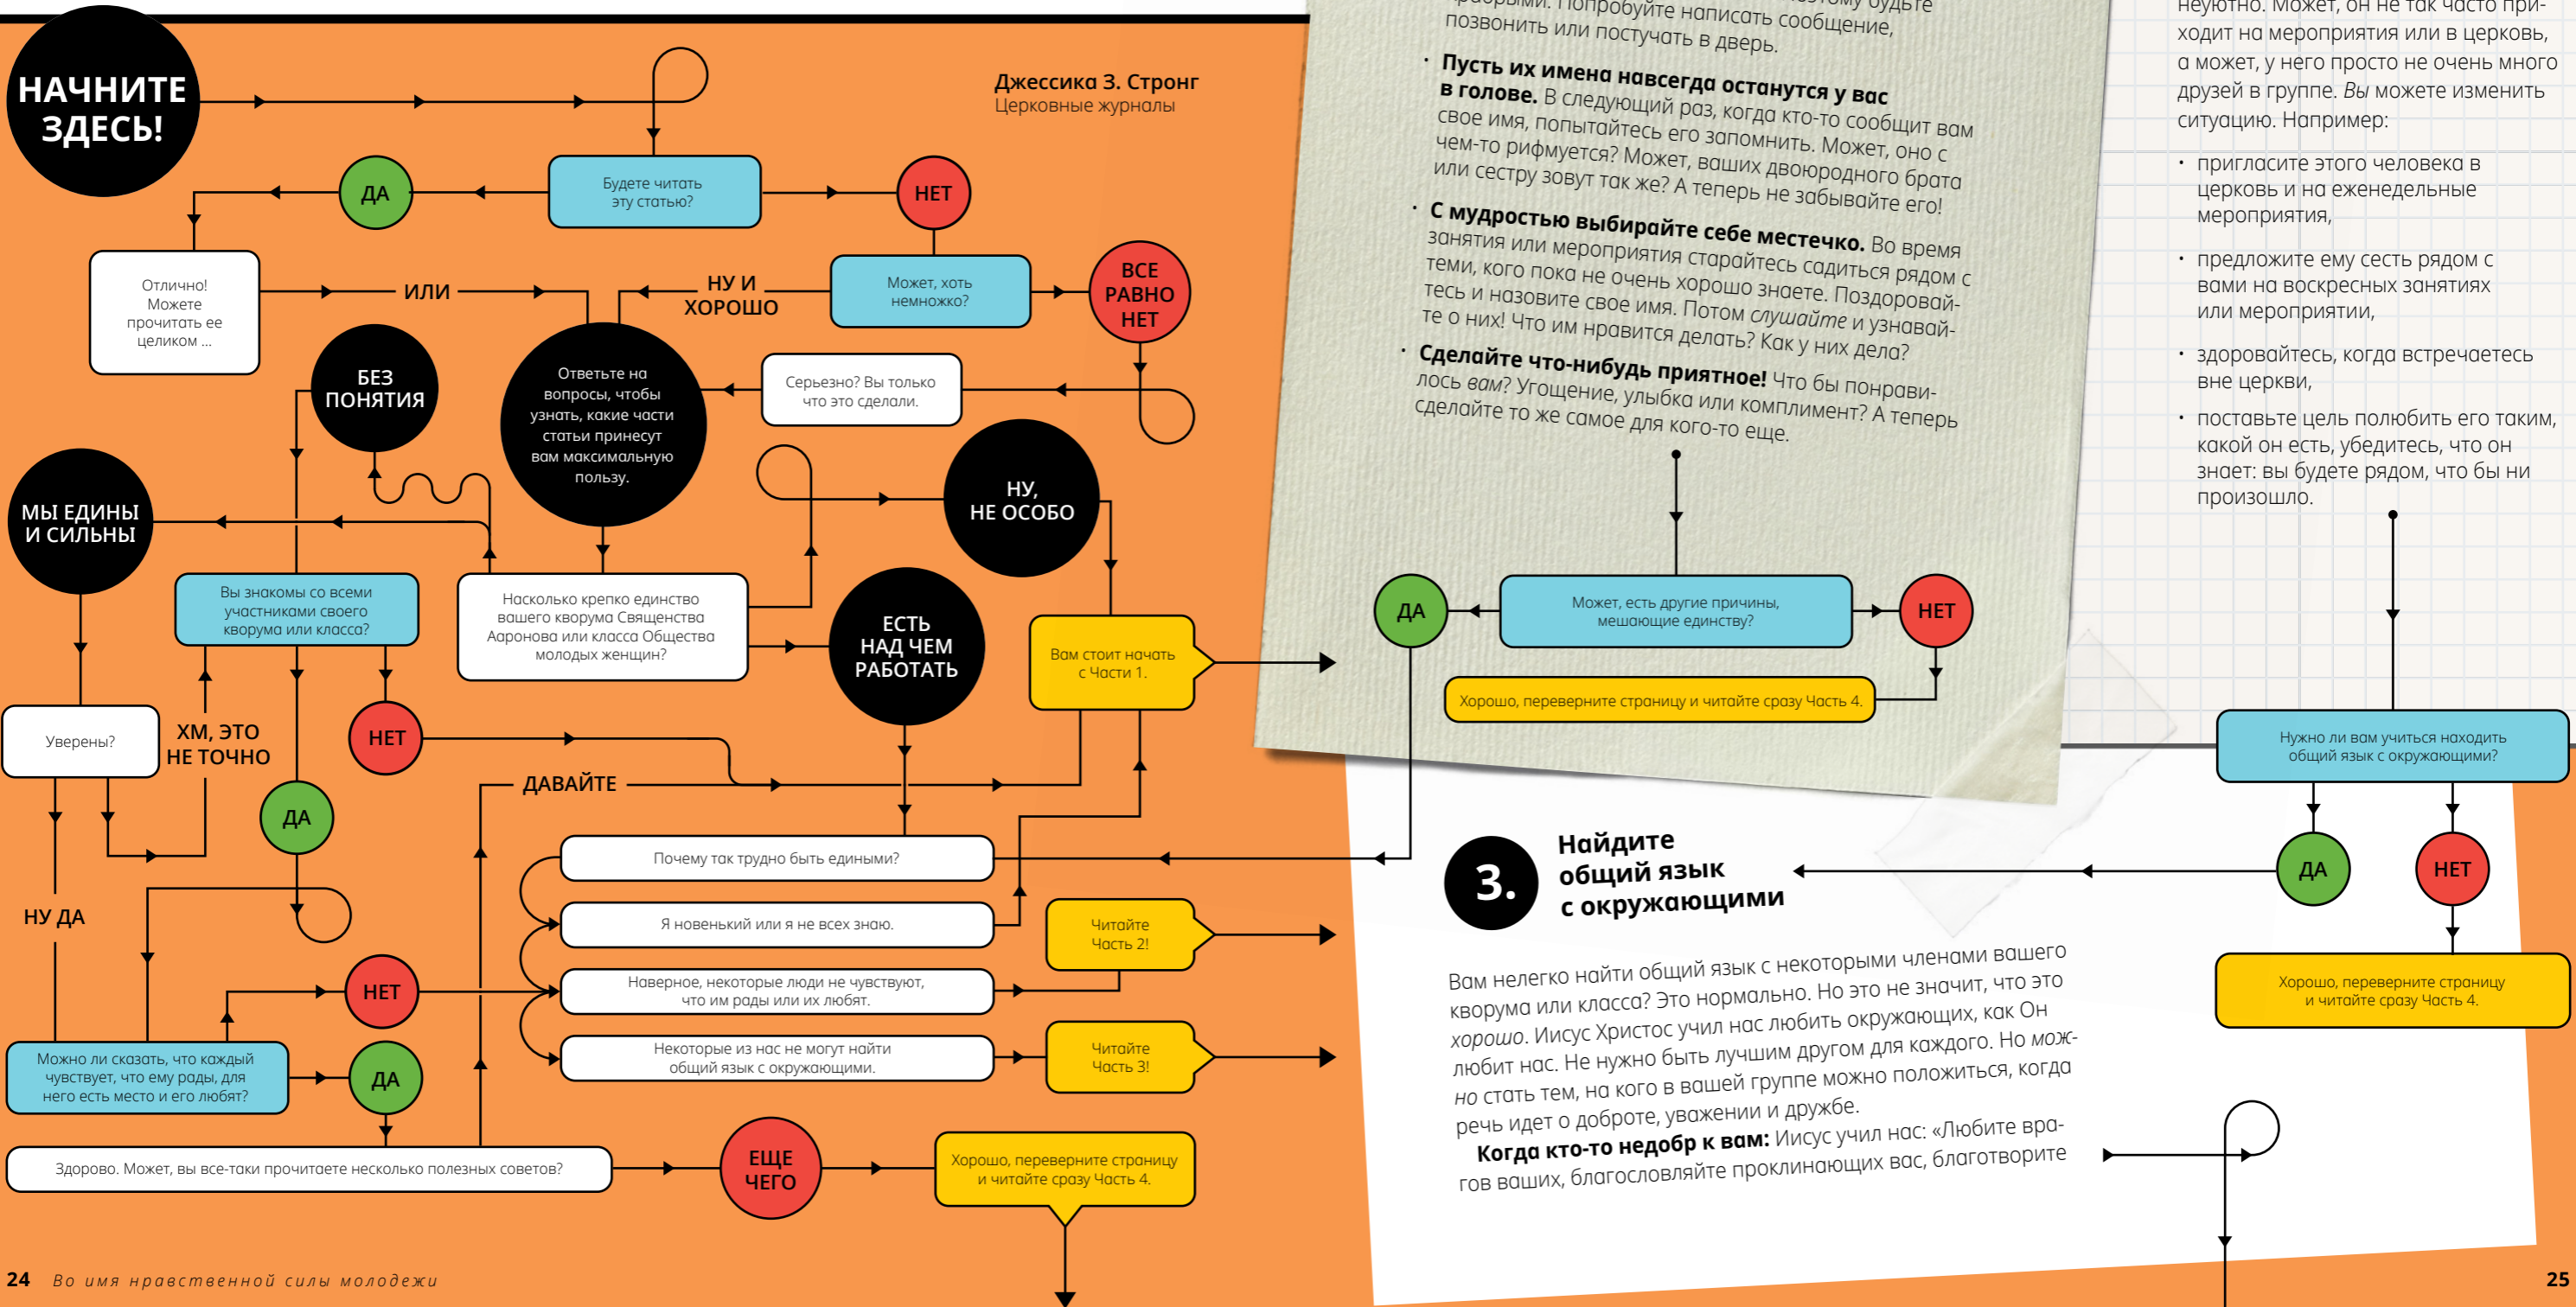 НАЧНИТЕ
ЗДЕСЬ!
Джессика З. Стронг
Церковные журналы
ДА
Будете читать
эту статью?
НЕТ
Отлично!
Можете
прочитать ее
целиком ...
ИЛИ
НУ И
ХОРОШО
Может, хоть
немножко?
ВСЕ
РАВНО
НЕТ
БЕЗ
ПОНЯТИЯ
Ответьте на
вопросы, чтобы
узнать, какие части
статьи принесут
вам максимальную
пользу.
Серьезно? Вы только
что это сделали.
МЫ ЕДИНЫ
И СИЛЬНЫ
НУ,
НЕ ОСОБО
Вы знакомы со всеми
участниками своего
кворума или класса?
Насколько крепко единство
вашего кворума Священства
Ааронова или класса Общества
молодых женщин?
ЕСТЬ
НАД ЧЕМ
РАБОТАТЬ
Вам стоит начать
с Части 1.
Уверены?
ХМ, ЭТО
НЕ ТОЧНО
НЕТ
ДА
ДАВАЙТЕ
Почему так трудно быть едиными?
НУ ДА
Я новенький или я не всех знаю.
Читайте
Часть 2!
НЕТ
Наверное, некоторые люди не чувствуют,
что им рады или их любят.
Можно ли сказать, что каждый
чувствует, что ему рады, для
него есть место и его любят?
ДА
Некоторые из нас не могут найти
общий язык с окружающими.
Читайте
Часть 3!
Здорово. Может, вы все-таки прочитаете несколько полезных советов?
ЕЩЕ
ЧЕГО
Хорошо, переверните страницу
и читайте сразу Часть 4.
24 Во имя нравственной силы молодежи
будьте
Попробуйте написать сообщение,
позвонить или постучать в дверь.
· Пусть их имена навсегда останутся у вас
в голове. В следующий раз, когда кто-то сообщит вам
свое имя, попытайтесь его запомнить. Может, оно с
чем-то рифмуется? Может, ваших двоюродного брата
или сестру зовут так же? А теперь не забывайте его!
· С мудростью выбирайте себе местечко. Во время
занятия или мероприятия старайтесь садиться рядом с
теми, кого пока не очень хорошо знаете. Поздоровай-
тесь и назовите свое имя. Потом слушайте и узнавай-
те о них! Что им нравится делать? Как у них дела?
· Сделайте что-нибудь приятное! Что бы понрави-
лось вам? Угощение, улыбка или комплимент? А теперь
сделайте то же самое для кого-то еще.
ДА
Может, есть другие причины,
мешающие единству?
НЕТ
Хорошо, переверните страницу и читайте сразу Часть 4.
неуютно. Может, он не так часто при-
ходит на мероприятия или в церковь,
а может, у него просто не очень много
друзей в группе. Вы можете изменить
ситуацию. Например:
· пригласите этого человека в
церковь и на еженедельные
мероприятия,
· предложите ему сесть рядом с
вами на воскресных занятиях
или мероприятии,
· здоровайтесь, когда встречаетесь
вне церкви,
· поставьте цель полюбить его таким,
какой он есть, убедитесь, что он
знает: вы будете рядом, что бы ни
произошло.
Нужно ли вам учиться находить
общий язык с окружающими?
ДА
НЕТ
Хорошо, переверните страницу
и читайте сразу Часть 4.
3.
Найдите
общий язык
с окружающими
Вам нелегко найти общий язык с некоторыми членами вашего
кворума или класса? Это нормально. Но это не значит, что это
хорошо. Иисус Христос учил нас любить окружающих, как Он
любит нас. Не нужно быть лучшим другом для каждого. Но мож-
но стать тем, на кого в вашей группе можно положиться, когда
речь идет о доброте, уважении и дружбе.
Когда кто-то недобр к вам: Иисус учил нас: «Любите вра-
гов ваших, благословляйте проклинающих вас, благотворите
25